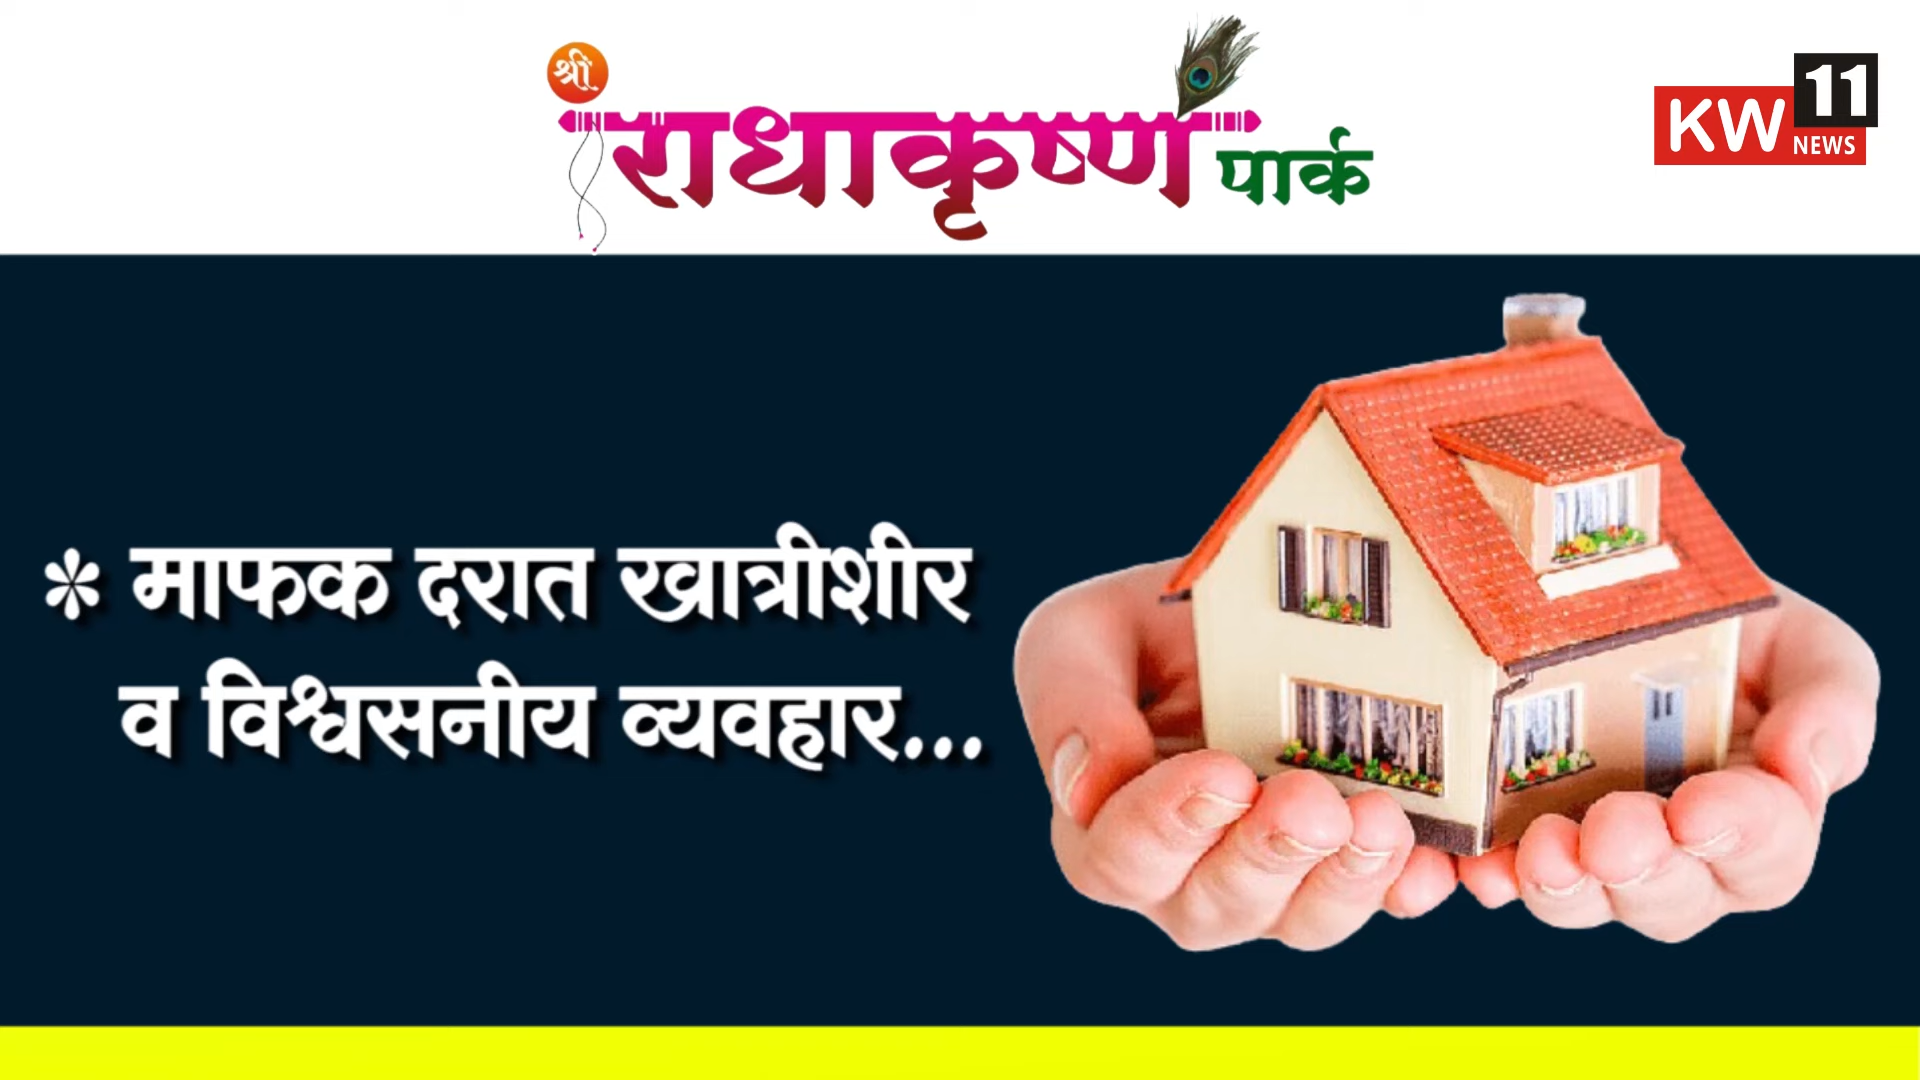 श्री
राधाकृष्ण पार्क
KW 11
NEWS
* माफक दरात खात्रीशीर
व विश्वसनीय व्यवहार...